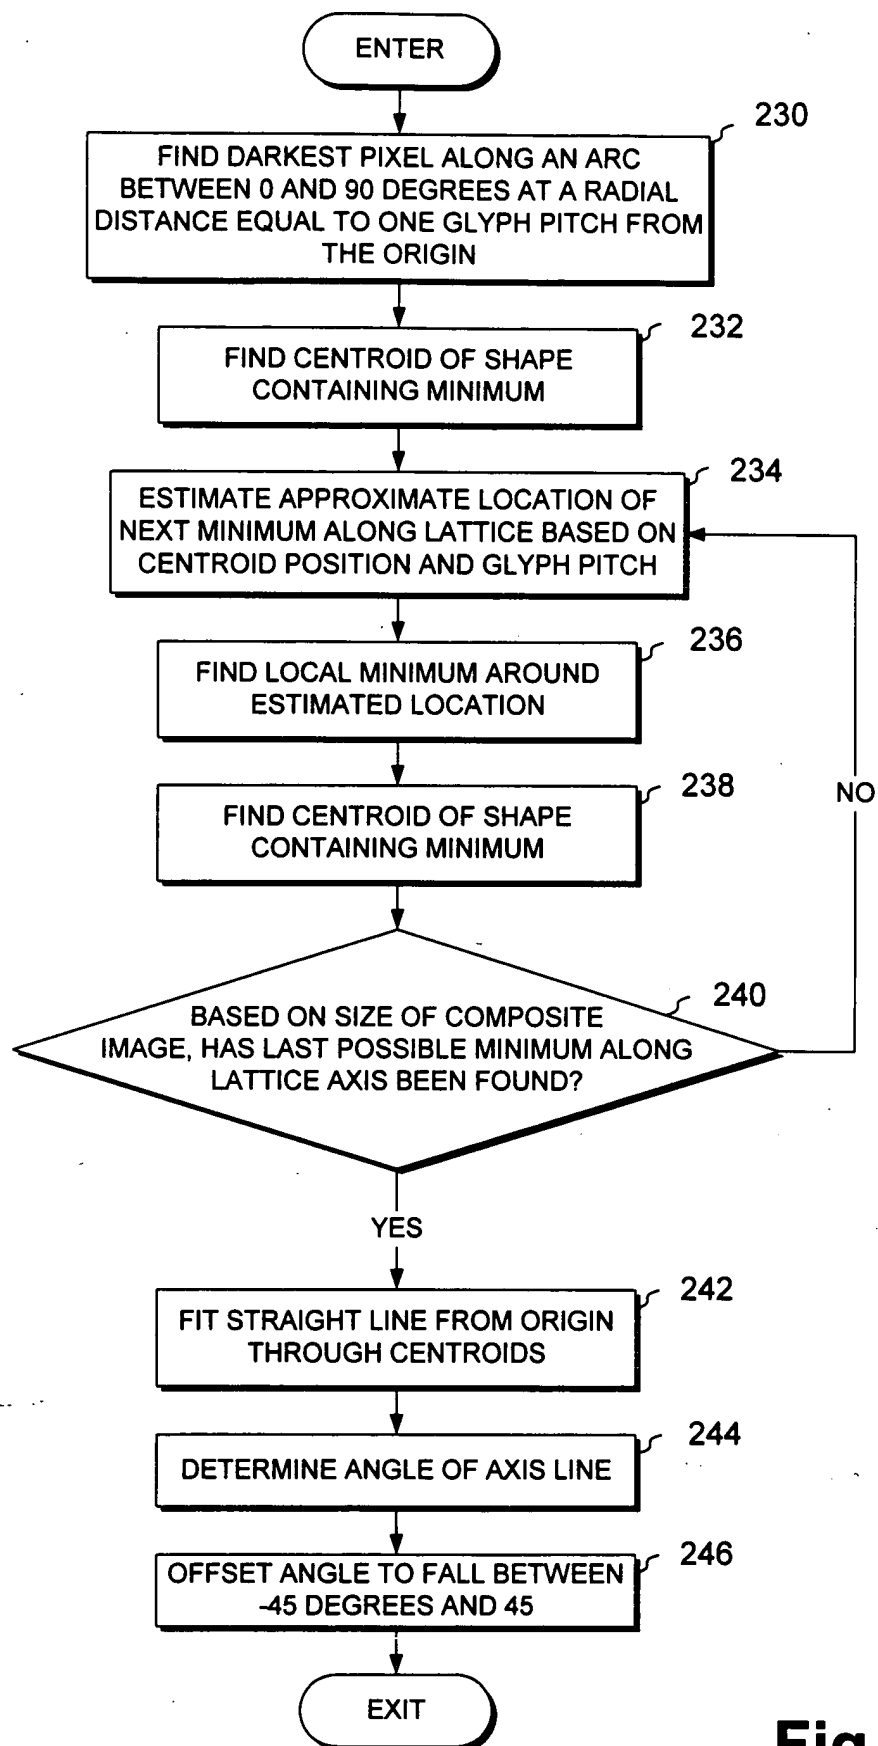 ENTER
230
FIND DARKEST PIXEL ALONG AN ARC
BETWEEN 0 AND 90 DEGREES AT A RADIAL
DISTANCE EQUAL TO ONE GLYPH PITCH FROM
THE ORIGIN
232
FIND CENTROID OF SHAPE
CONTAINING MINIMUM
234
ESTIMATE APPROXIMATE LOCATION OF
NEXT MINIMUM ALONG LATTICE BASED ON
CENTROID POSITION AND GLYPH PITCH
236
FIND LOCAL MINIMUM AROUND
ESTIMATED LOCATION
238
FIND CENTROID OF SHAPE
CONTAINING MINIMUM
NO
240
BASED ON SIZE OF COMPOSITE
IMAGE, HAS LAST POSSIBLE MINIMUM ALONG
LATTICE AXIS BEEN FOUND?
YES
242
FIT STRAIGHT LINE FROM ORIGIN
THROUGH CENTROIDS
244
DETERMINE ANGLE OF AXIS LINE
246
OFFSET ANGLE TO FALL BETWEEN
-45 DEGREES AND 45
EXIT
Fig